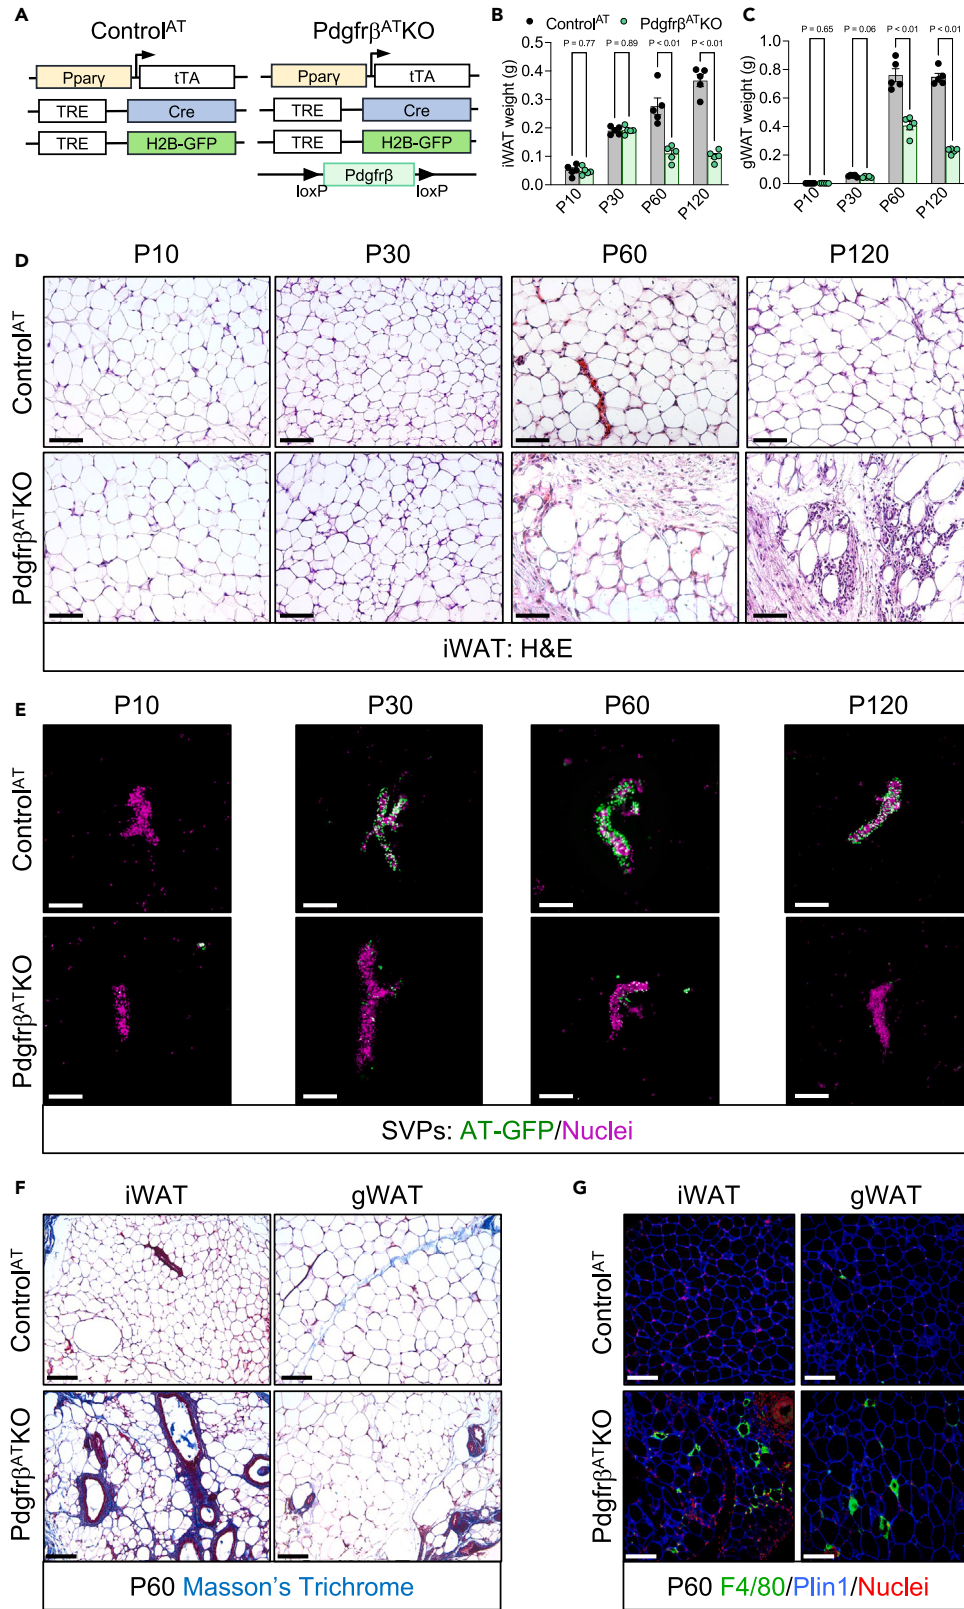 A
Control^AT
Pdgfrβ^ATKO
Pparγ
tTA
Pparγ
tTA
TRE
Cre
TRE
Cre
TRE
H2B-GFP
TRE
H2B-GFP
Pdgfrβ
loxP
loxP
B
Control^AT
Pdgfrβ^ATKO
P = 0.77
P = 0.89
P < 0.01
P < 0.01
iWAT weight (g)
0.5
0.4
0.3
0.2
0.1
0.0
P10
P30
P60
P120
C
P = 0.65
P = 0.06
P < 0.01
P < 0.01
gWAT weight (g)
1.0
0.8
0.6
0.4
0.2
0.0
P10
P30
P60
P120
D
P10
P30
P60
P120
Control^AT
Pdgfrβ^ATKO
iWAT: H&E
E
P10
P30
P60
P120
Control^AT
Pdgfrβ^ATKO
SVPs: AT-GFP/Nuclei
F
iWAT
gWAT
Control^AT
Pdgfrβ^ATKO
P60 Masson's Trichrome
G
iWAT
gWAT
Control^AT
Pdgfrβ^ATKO
P60 F4/80/Plin1/Nuclei